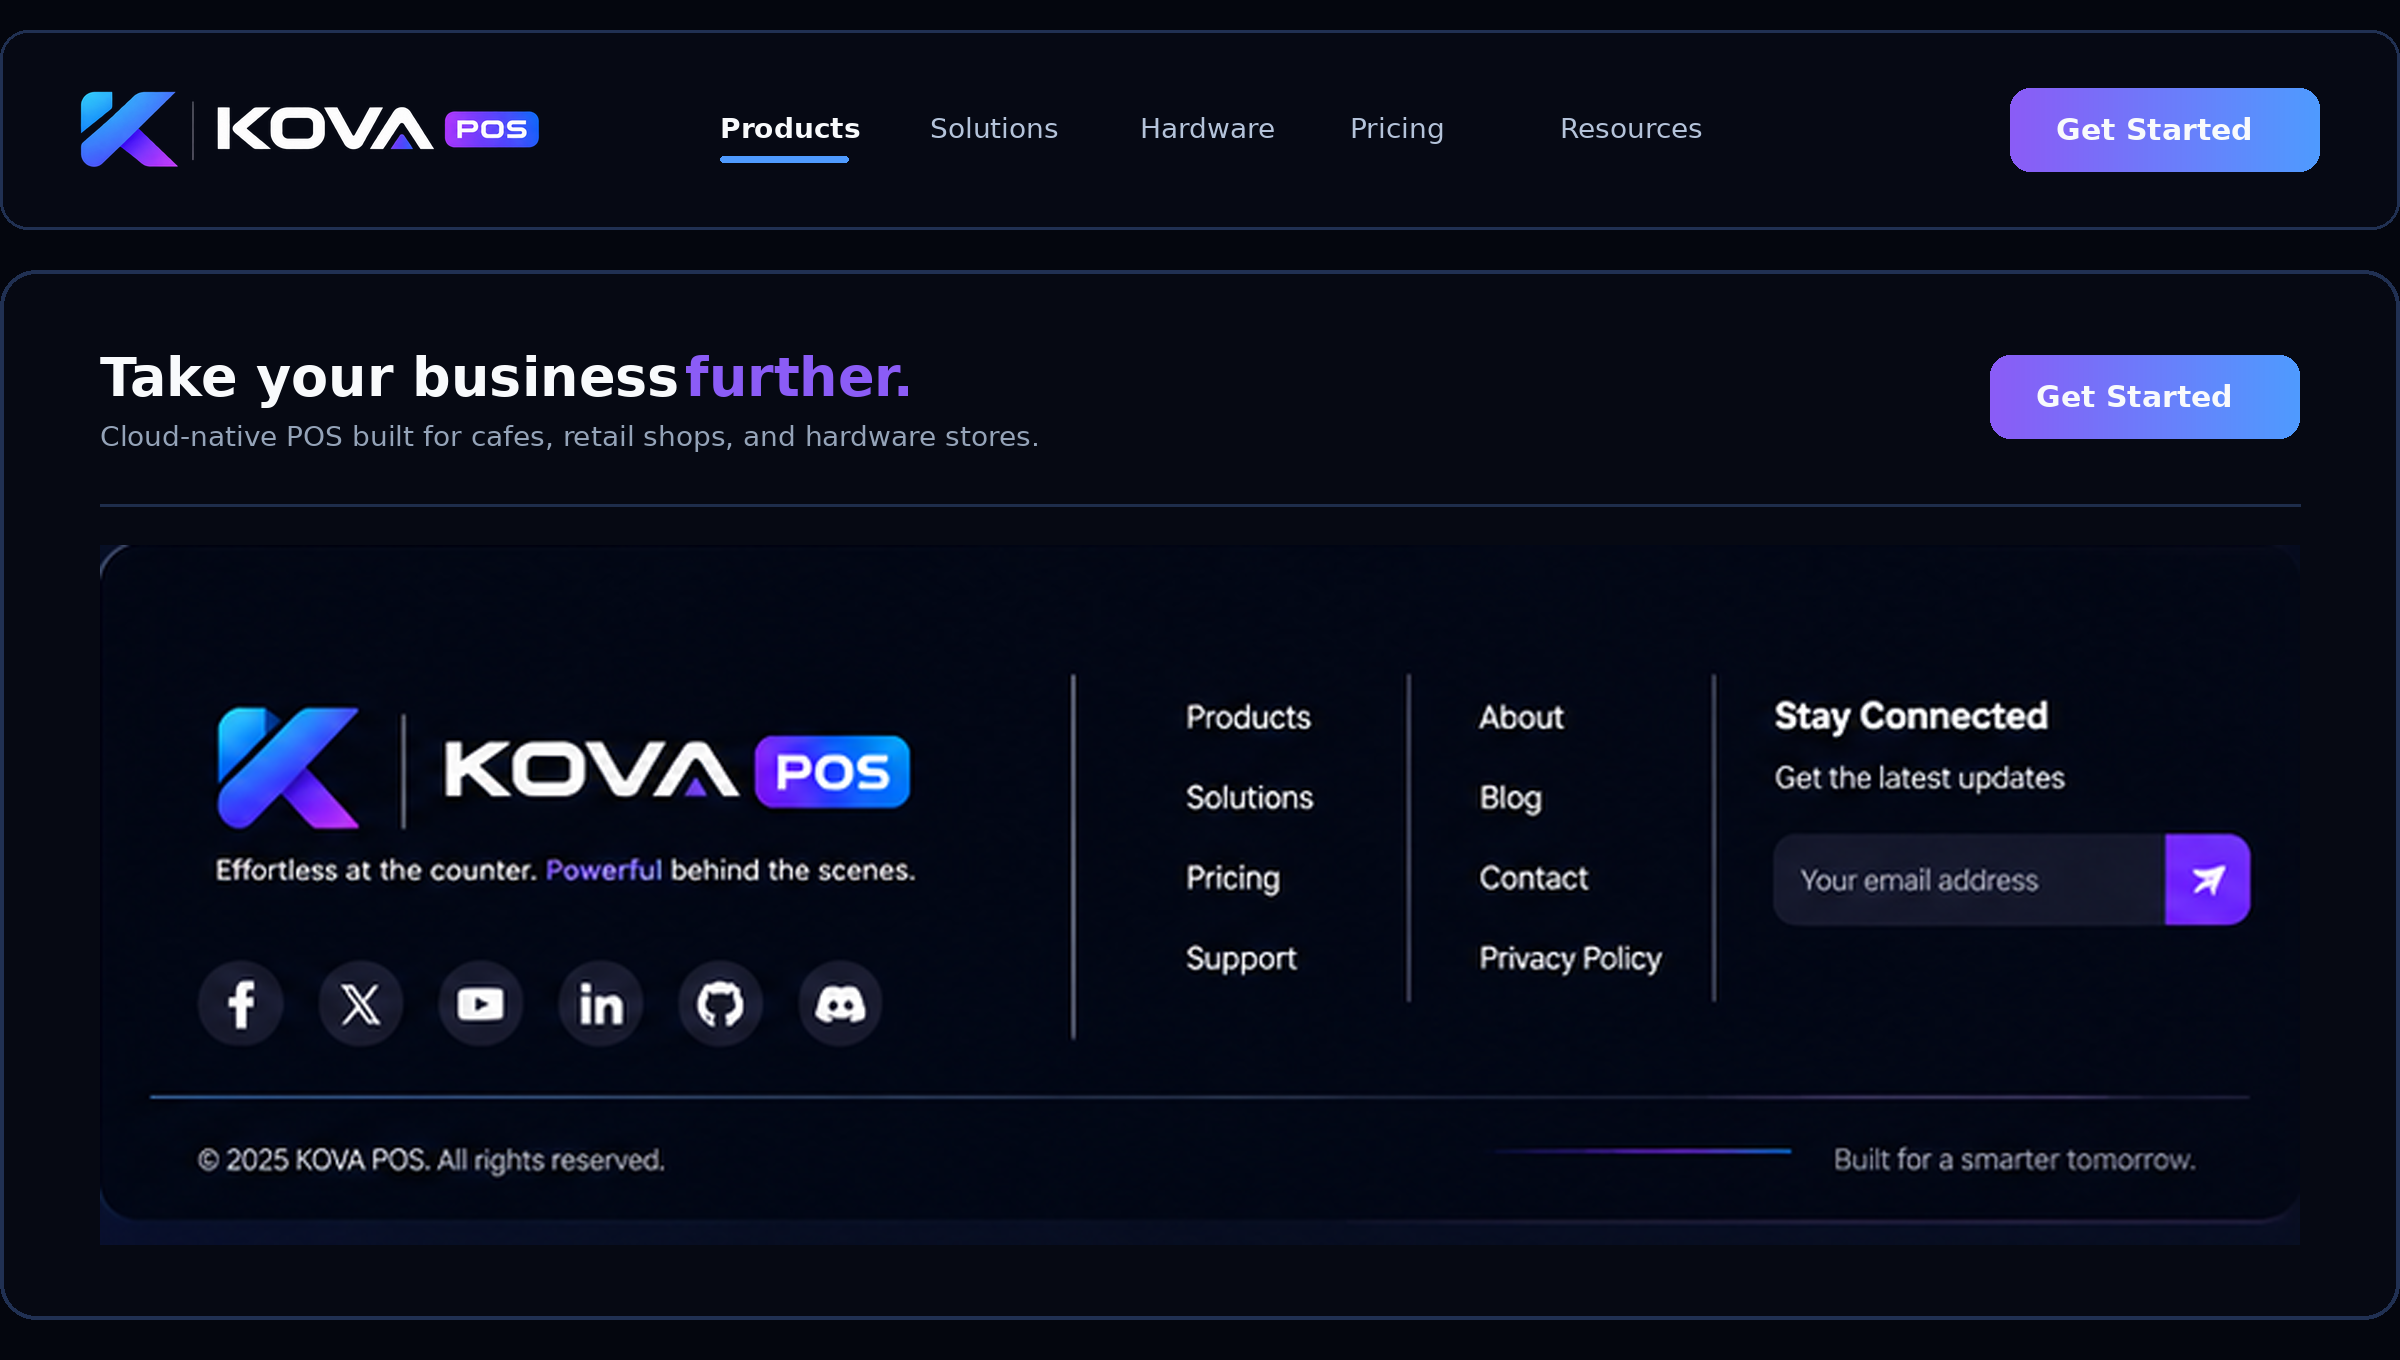 KOVA POS
Products Solutions Hardware Pricing Resources
Get Started
Take your business further.
Cloud-native POS built for cafes, retail shops, and hardware stores.
Get Started
KOVA POS
Effortless at the counter. Powerful behind the scenes.
Products
Solutions
Pricing
Support
About
Blog
Contact
Privacy Policy
Stay Connected
Get the latest updates
Your email address
© 2025 KOVA POS. All rights reserved.
Built for a smarter tomorrow.